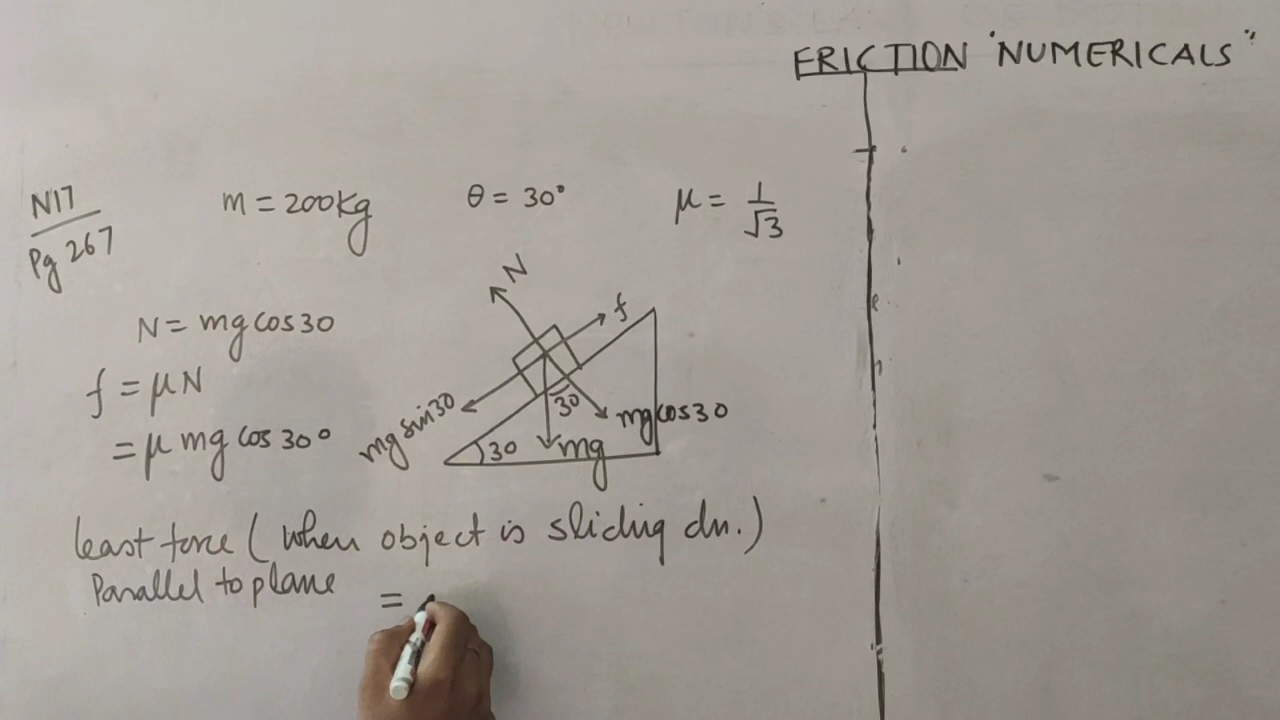 FRICTION "NUMERICALS"
N17
Pg 267
m = 200kg
θ = 30°
μ = 1/√3
N = mg cos30
f = μN
= μ mg cos 30°
N
f
mg sin30
30
mg cos30
30
mg
least force (when object is sliding dn.)
Parallel to plane =